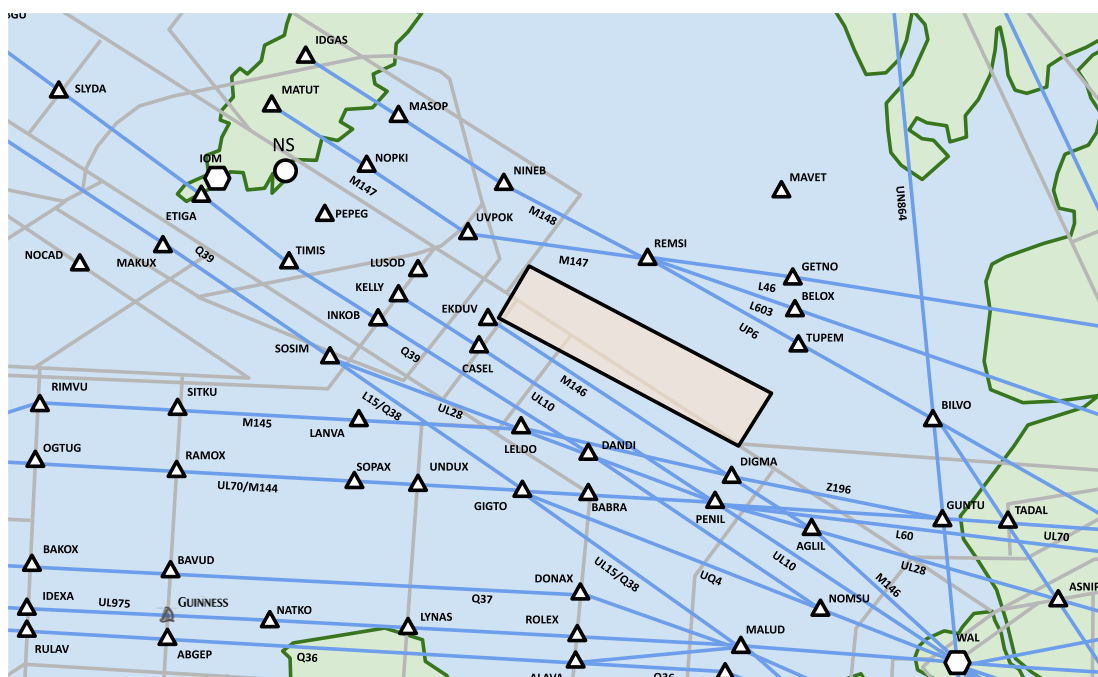 IDGAS
SLYDA
MATUT
MASOP
NS
IOM
NOPKI
M147
NINEB
MAVET
UN864
ETIGA
PEPEG
M148
UVPOK
NOCAD
MAKUX
Q39
TIMIS
LUSOD
M147
REMSI
GETNO
L46
BELOX
L603
KELLY
INKOB
EKDUV
UP6
TUPEM
SOSIM
Q39
CASEL
M146
UL10
RIMVU
SITKU
L15/Q38
UL28
BILVO
M145
LANVA
LELDO
DANDI
OGTUG
RAMOX
SOPAX
UNDUX
DIGMA
Z196
UL70/M144
GIGTO
BABRA
PENIL
GUNTU
TADAL
AGLIL
L60
UL70
BAKOX
BAVUD
UL15/Q38
UL10
UL28
UQ4
M146
DONAX
IDEXA
UL975
GUINNESS
Q37
NOMSU
ASNIP
NATKO
LYNAS
ROLEX
MALUD
WAL
RULAV
ABGEP
Q36
ALAVA
Q36